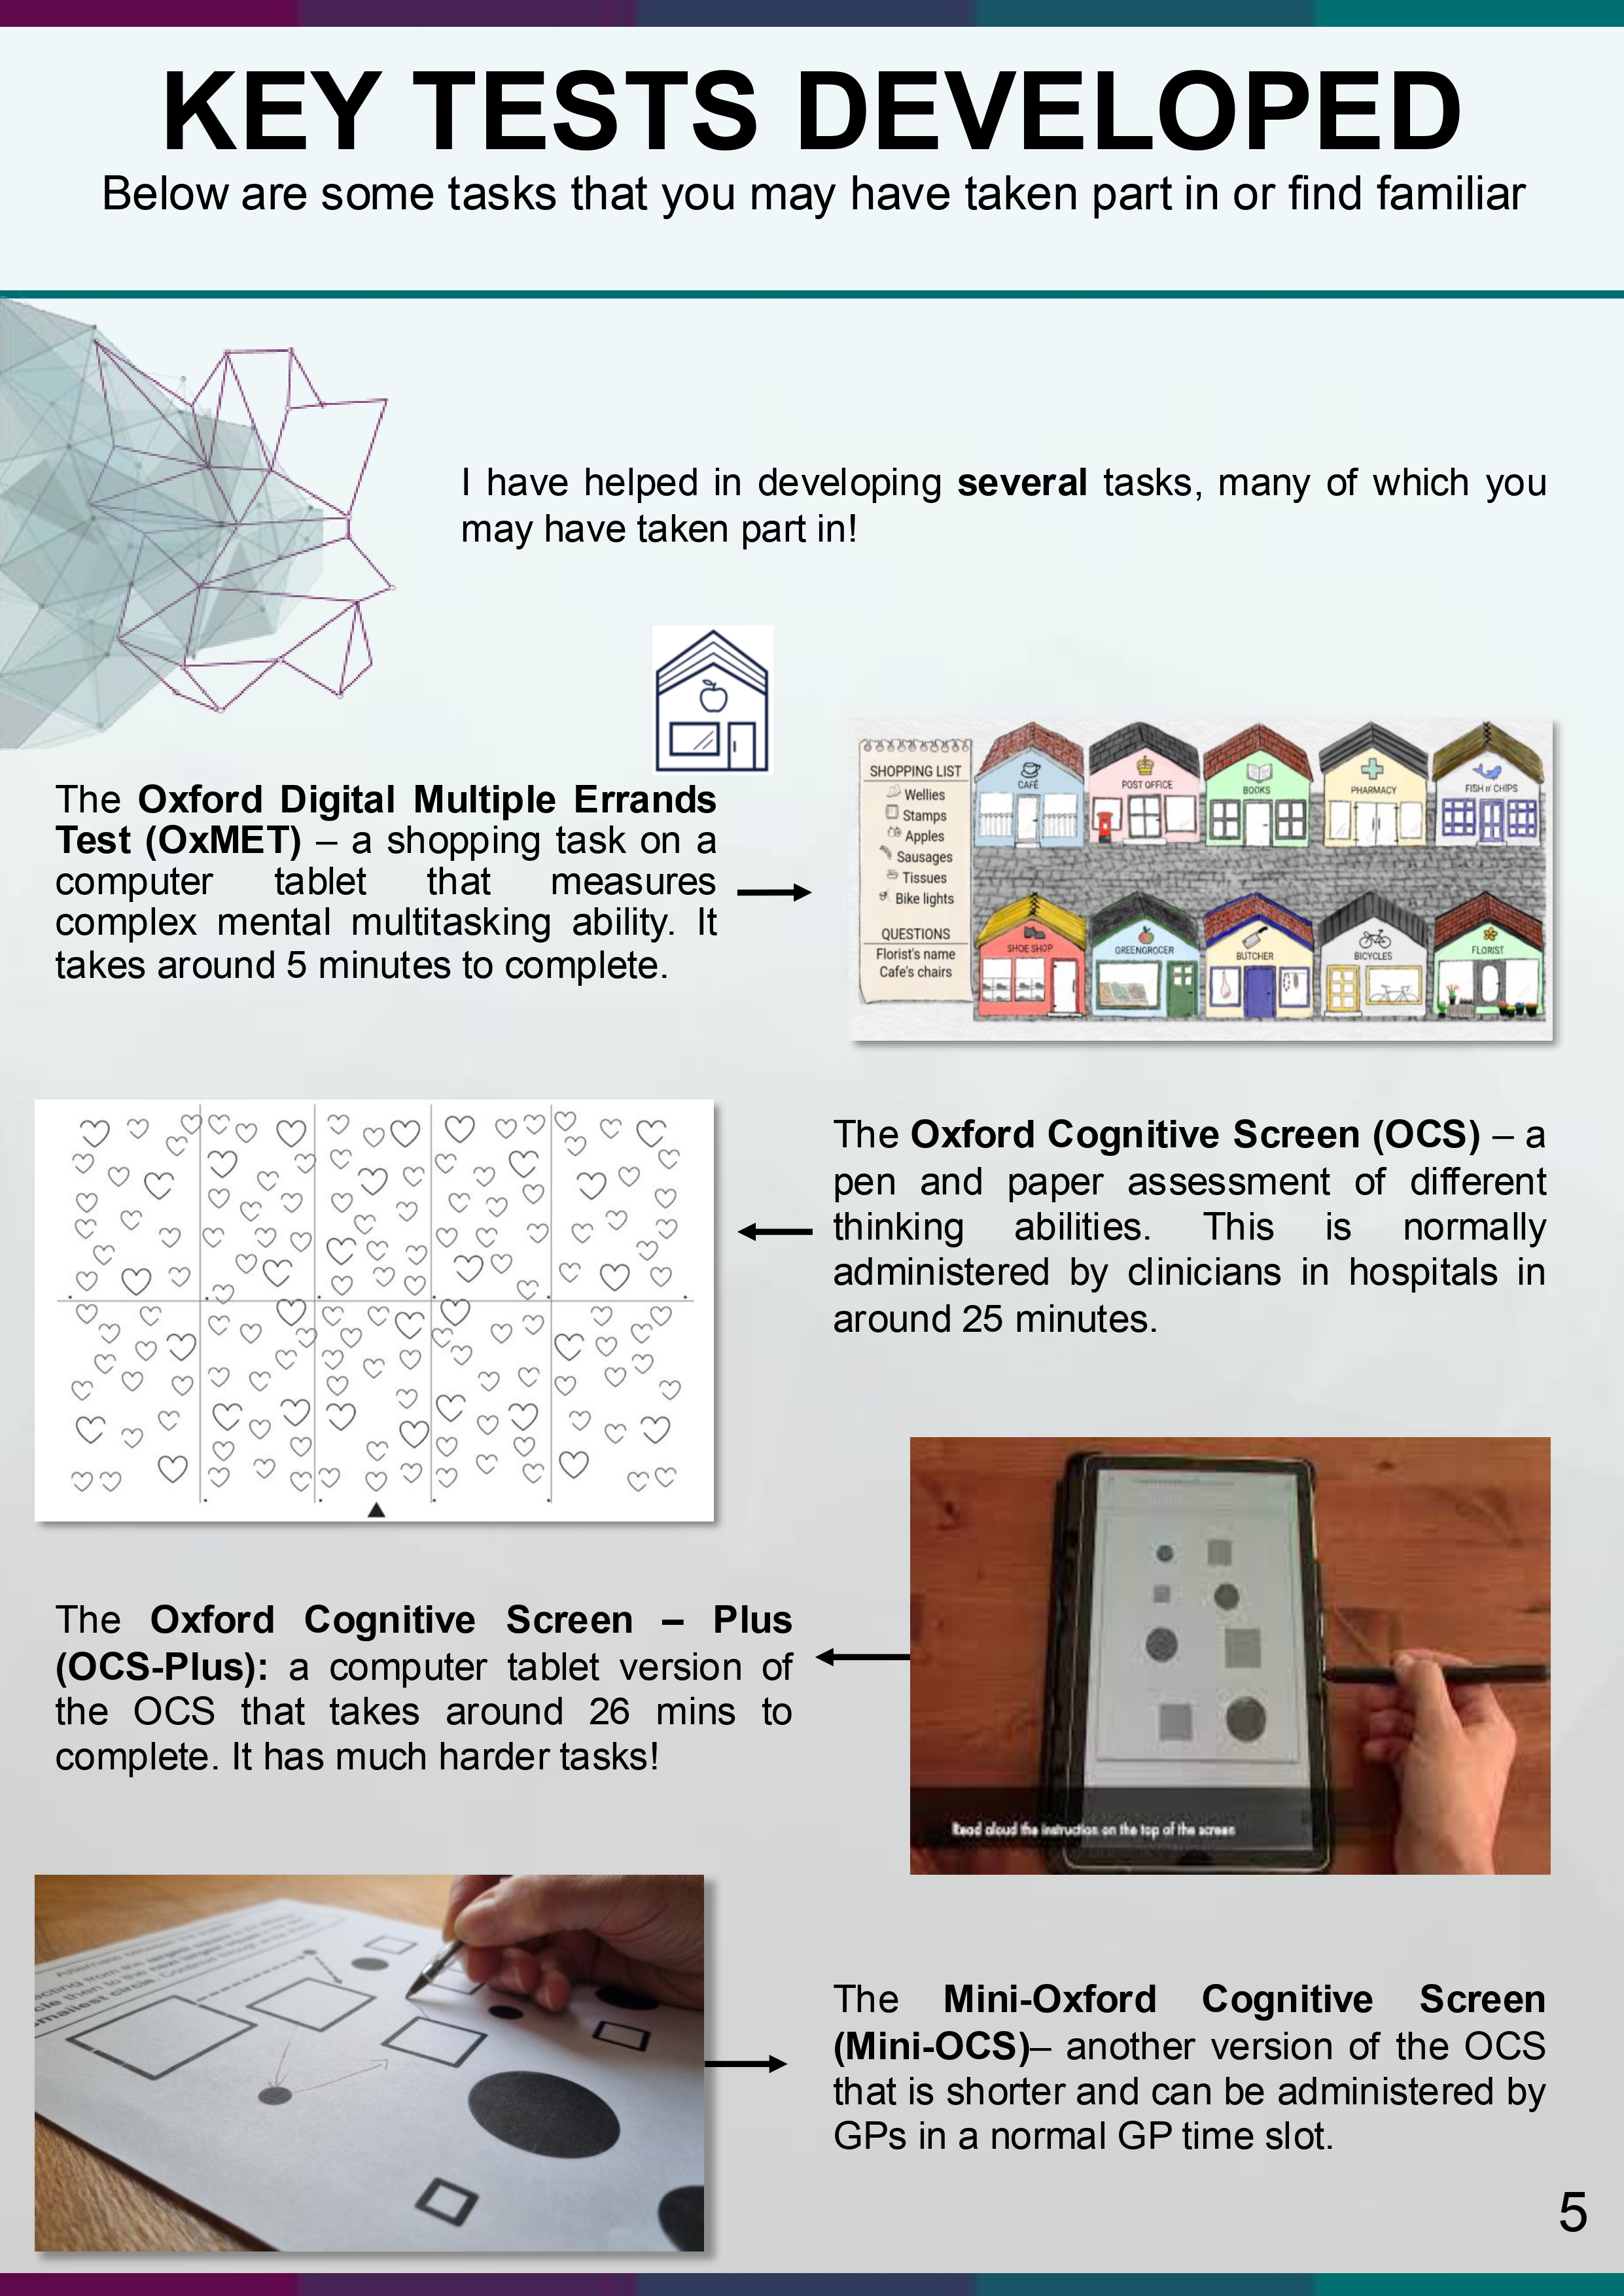 KEY TESTS DEVELOPED
Below are some tasks that you may have taken part in or find familiar
I have helped in developing several tasks, many of which you
may have taken part in!
The Oxford Digital Multiple Errands
Test (OxMET) – a shopping task on a
computer tablet that measures
complex mental multitasking ability. It
takes around 5 minutes to complete.
SHOPPING LIST
Wellies
Stamps
Apples
Sausages
Tissues
Bike lights
QUESTIONS
Florist's name
Cafe's chairs
CAFÉ
POST OFFICE
BOOKS
PHARMACY
FISH n' CHIPS
SHOE SHOP
GREENGROCER
BUTCHER
BICYCLES
FLORIST
The Oxford Cognitive Screen (OCS) – a
pen and paper assessment of different
thinking abilities. This is normally
administered by clinicians in hospitals in
around 25 minutes.
The Oxford Cognitive Screen – Plus
(OCS-Plus): a computer tablet version of
the OCS that takes around 26 mins to
complete. It has much harder tasks!
Read aloud the instruction on the top of the screen
The Mini-Oxford Cognitive Screen
(Mini-OCS)– another version of the OCS
that is shorter and can be administered by
GPs in a normal GP time slot.
5